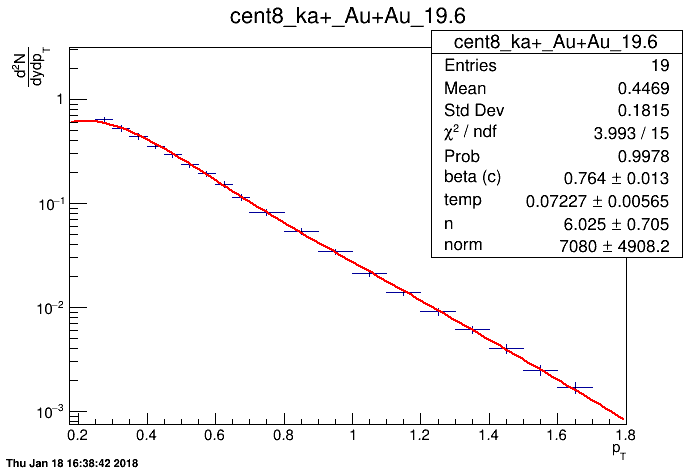 cent8_ka+_Au+Au_19.6
d²N
dydp_T
cent8_ka+_Au+Au_19.6
Entries 19
Mean 0.4469
Std Dev 0.1815
χ² / ndf 3.993 / 15
Prob 0.9978
beta (c) 0.764 ± 0.013
temp 0.07227 ± 0.00565
n 6.025 ± 0.705
norm 7080 ± 4908.2
1
10⁻¹
10⁻²
10⁻³
0.2 0.4 0.6 0.8 1 1.2 1.4 1.6 1.8
p_T
Thu Jan 18 16:38:42 2018